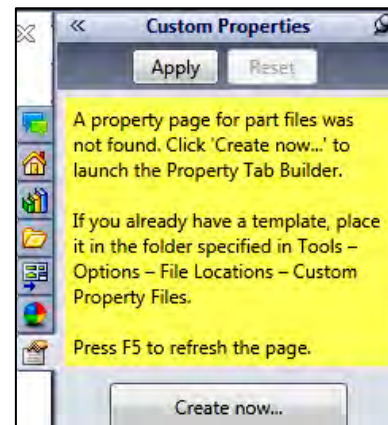 « Custom Properties
Apply Reset
A property page for part files was
not found. Click 'Create now...' to
launch the Property Tab Builder.
If you already have a template, place
it in the folder specified in Tools –
Options – File Locations – Custom
Property Files.
Press F5 to refresh the page.
Create now...